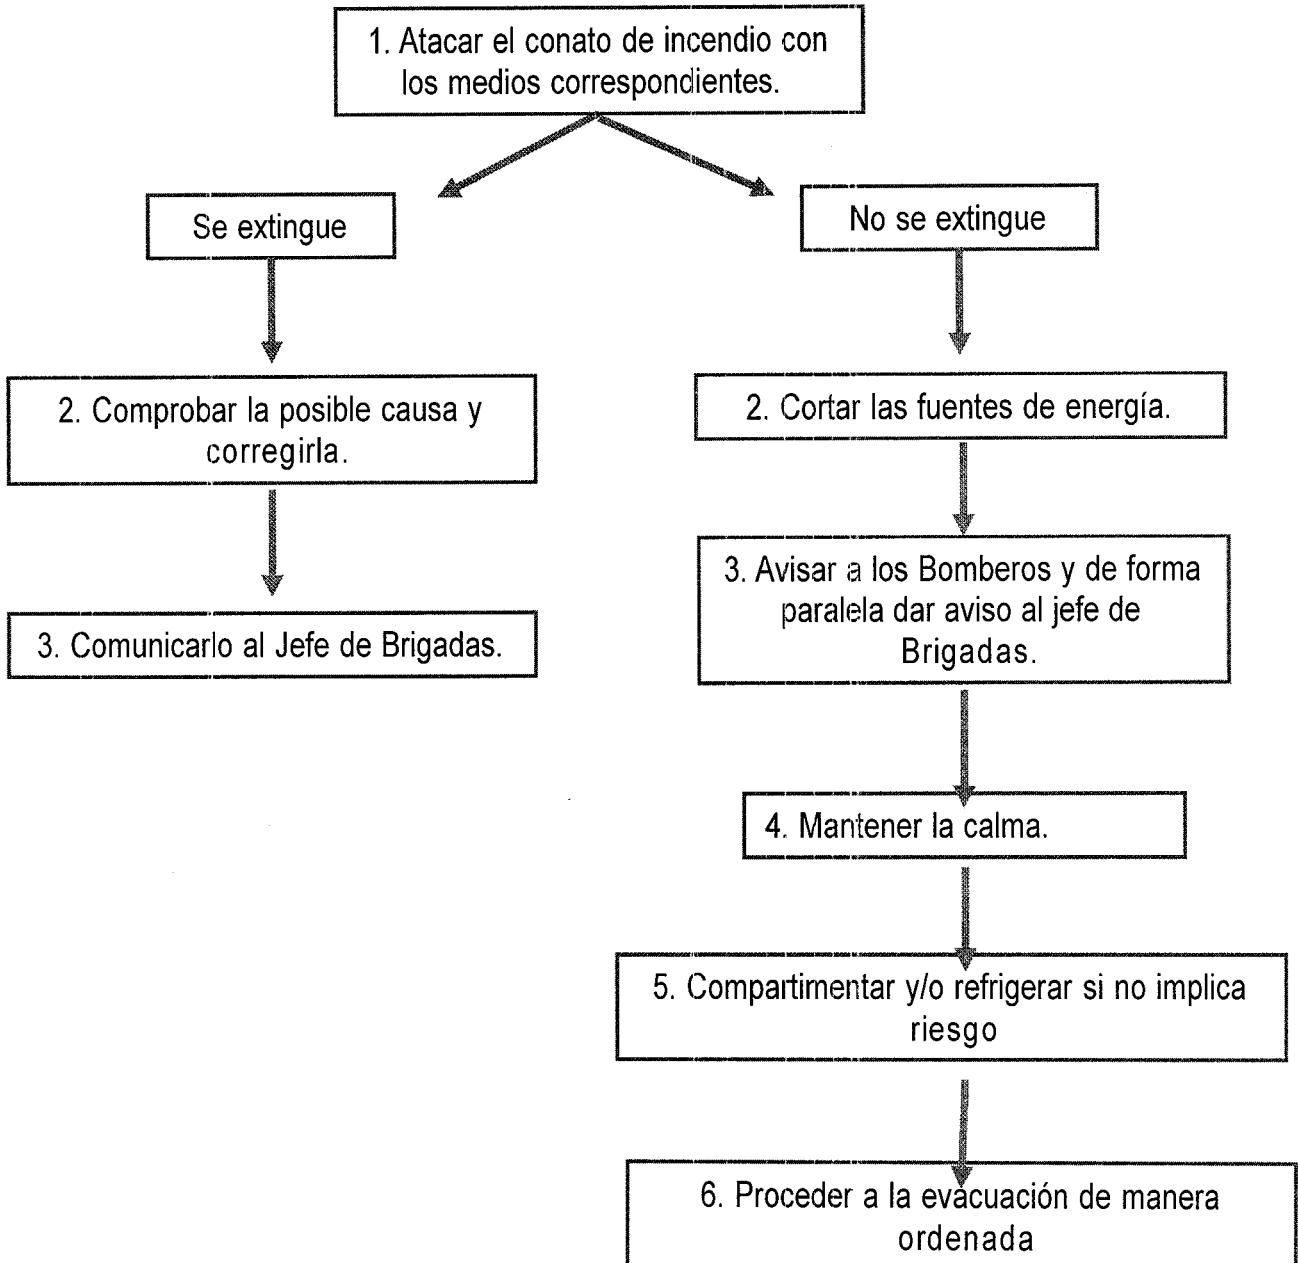 1. Atacar el conato de incendio con
los medios correspondientes.
Se extingue
No se extingue
2. Comprobar la posible causa y
corregirla.
2. Cortar las fuentes de energía.
3. Comunicarlo al Jefe de Brigadas.
3. Avisar a los Bomberos y de forma
paralela dar aviso al jefe de
Brigadas.
4. Mantener la calma.
5. Compartimentar y/o refrigerar si no implica
riesgo
6. Proceder a la evacuación de manera
ordenada